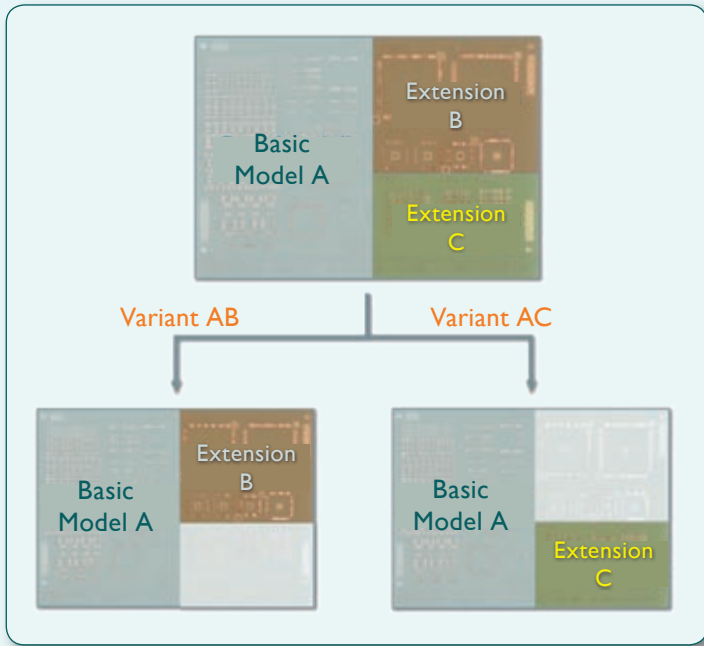 Extension
B
Basic
Model A
Extension
C
Variant AB
Variant AC
Extension
B
Basic
Model A
Basic
Model A
Extension
C